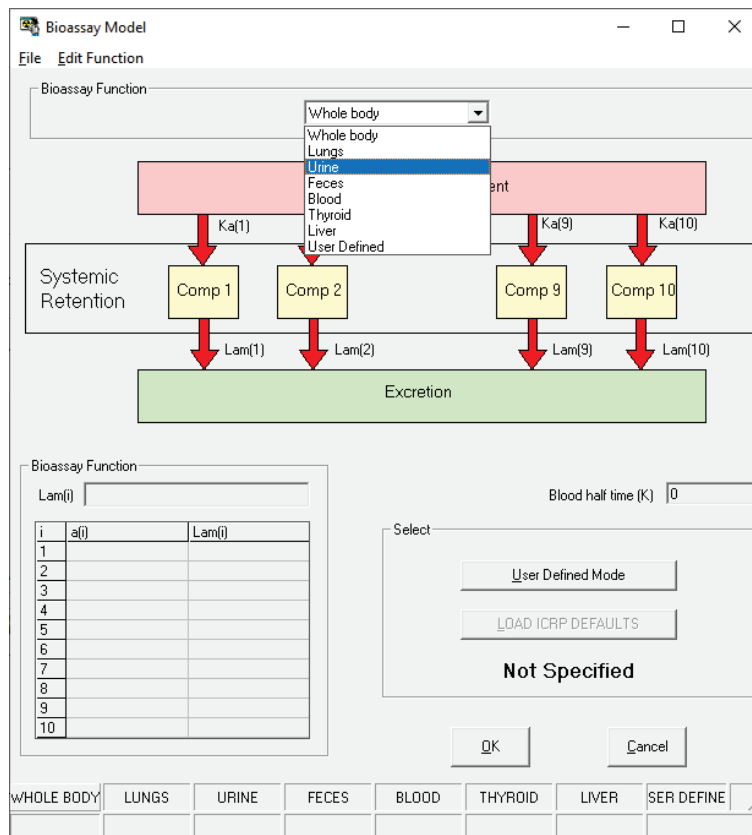 Bioassay Model
File Edit Function
Bioassay Function
Whole body
Whole body
Lungs
Urine
Feces
Blood
Thyroid
Liver
User Defined
ent
Ka(1)
Ka(9)
Ka(10)
Systemic
Retention
Comp 1
Comp 2
Comp 9
Comp 10
Lam(1)
Lam(2)
Lam(9)
Lam(10)
Excretion
Bioassay Function
Lam(i)
Blood half time (K) 0
i a(i) Lam(i)
1
2
3
4
5
6
7
8
9
10
Select
User Defined Mode
LOAD ICRP DEFAULTS
Not Specified
OK Cancel
WHOLE BODY LUNGS URINE FECES BLOOD THYROID LIVER SER DEFINE